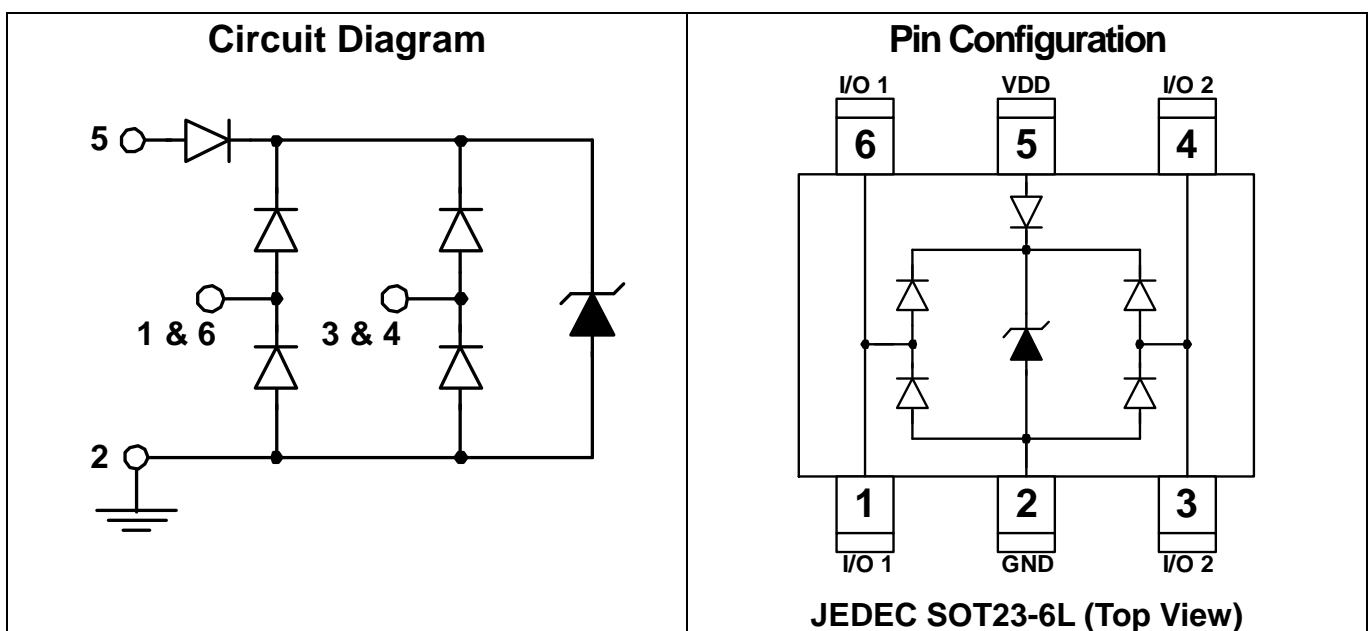 Circuit Diagram
5
1 & 6
3 & 4
2
Pin Configuration
I/O 1 VDD I/O 2
6 5 4
1 2 3
I/O 1 GND I/O 2
JEDEC SOT23-6L (Top View)